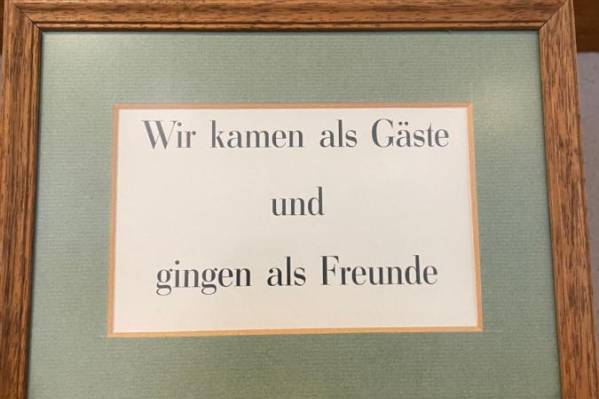 Wir kamen als Gäste
und
gingen als Freunde